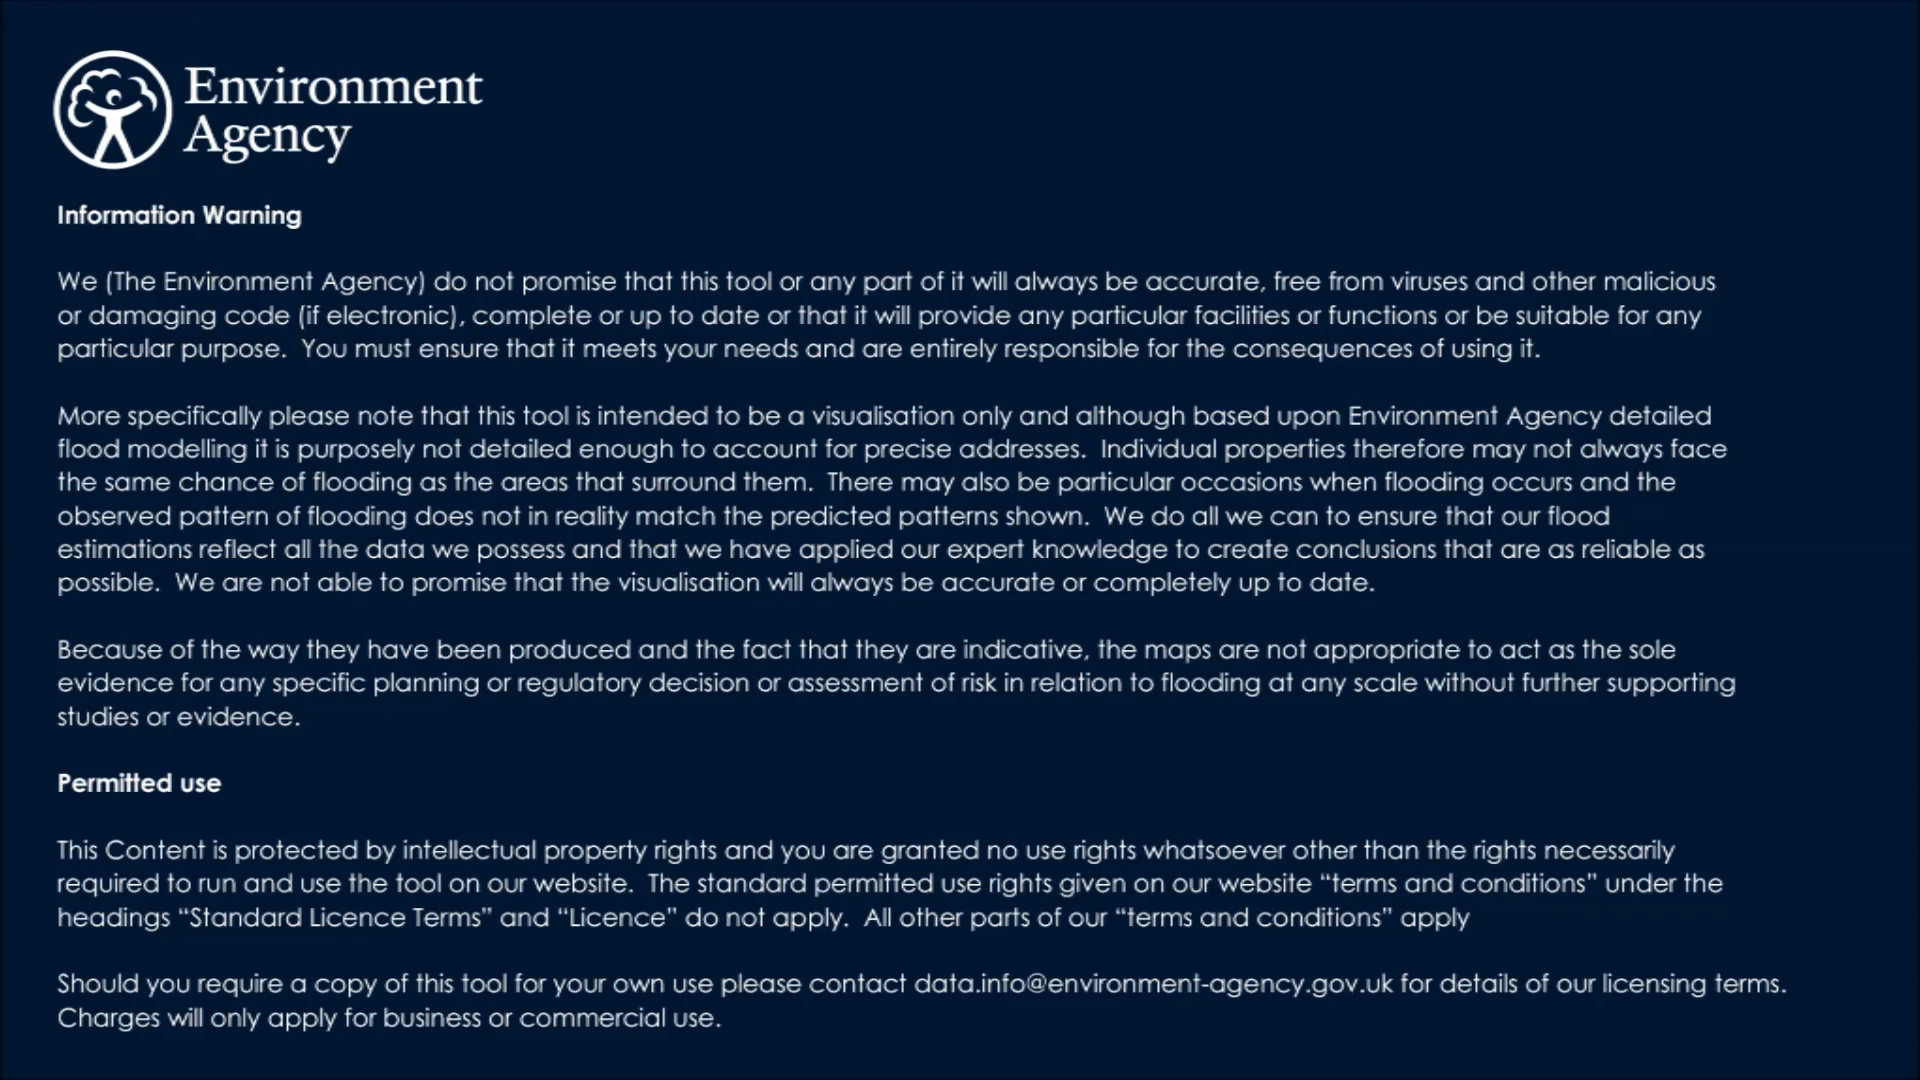 Environment
Agency
Information Warning
We (The Environment Agency) do not promise that this tool or any part of it will always be accurate, free from viruses and other malicious
or damaging code (if electronic), complete or up to date or that it will provide any particular facilities or functions or be suitable for any
particular purpose.  You must ensure that it meets your needs and are entirely responsible for the consequences of using it.
More specifically please note that this tool is intended to be a visualisation only and although based upon Environment Agency detailed
flood modelling it is purposely not detailed enough to account for precise addresses.  Individual properties therefore may not always face
the same chance of flooding as the areas that surround them.  There may also be particular occasions when flooding occurs and the
observed pattern of flooding does not in reality match the predicted patterns shown.  We do all we can to ensure that our flood
estimations reflect all the data we possess and that we have applied our expert knowledge to create conclusions that are as reliable as
possible.  We are not able to promise that the visualisation will always be accurate or completely up to date.
Because of the way they have been produced and the fact that they are indicative, the maps are not appropriate to act as the sole
evidence for any specific planning or regulatory decision or assessment of risk in relation to flooding at any scale without further supporting
studies or evidence.
Permitted use
This Content is protected by intellectual property rights and you are granted no use rights whatsoever other than the rights necessarily
required to run and use the tool on our website.  The standard permitted use rights given on our website “terms and conditions” under the
headings “Standard Licence Terms” and “Licence” do not apply.  All other parts of our “terms and conditions” apply
Should you require a copy of this tool for your own use please contact data.info@environment-agency.gov.uk for details of our licensing terms.
Charges will only apply for business or commercial use.